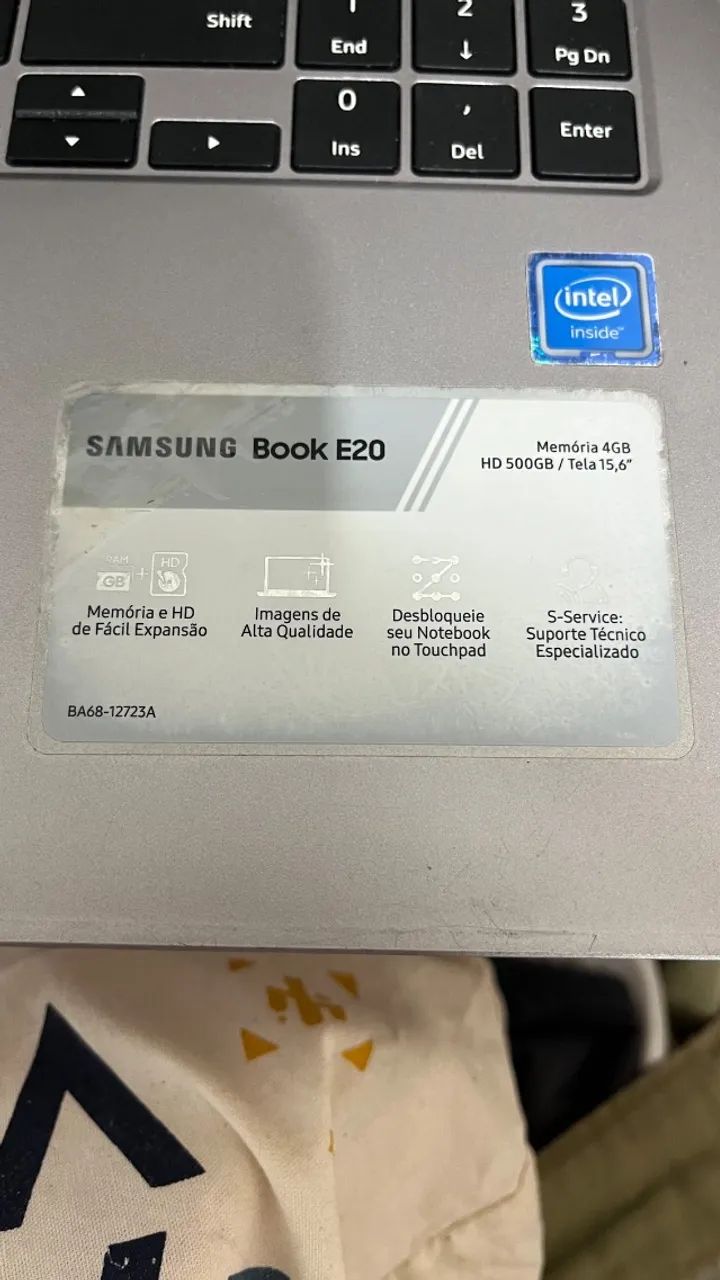 Shift
1
End
2
↓
3
Pg Dn
0
Ins
,
Del
Enter
intel
inside™
SAMSUNG Book E20
Memória 4GB
HD 500GB / Tela 15,6”
RAM
GB
+
HD
Memória e HD
de Fácil Expansão
Imagens de
Alta Qualidade
Desbloqueie
seu Notebook
no Touchpad
S-Service:
Suporte Técnico
Especializado
BA68-12723A